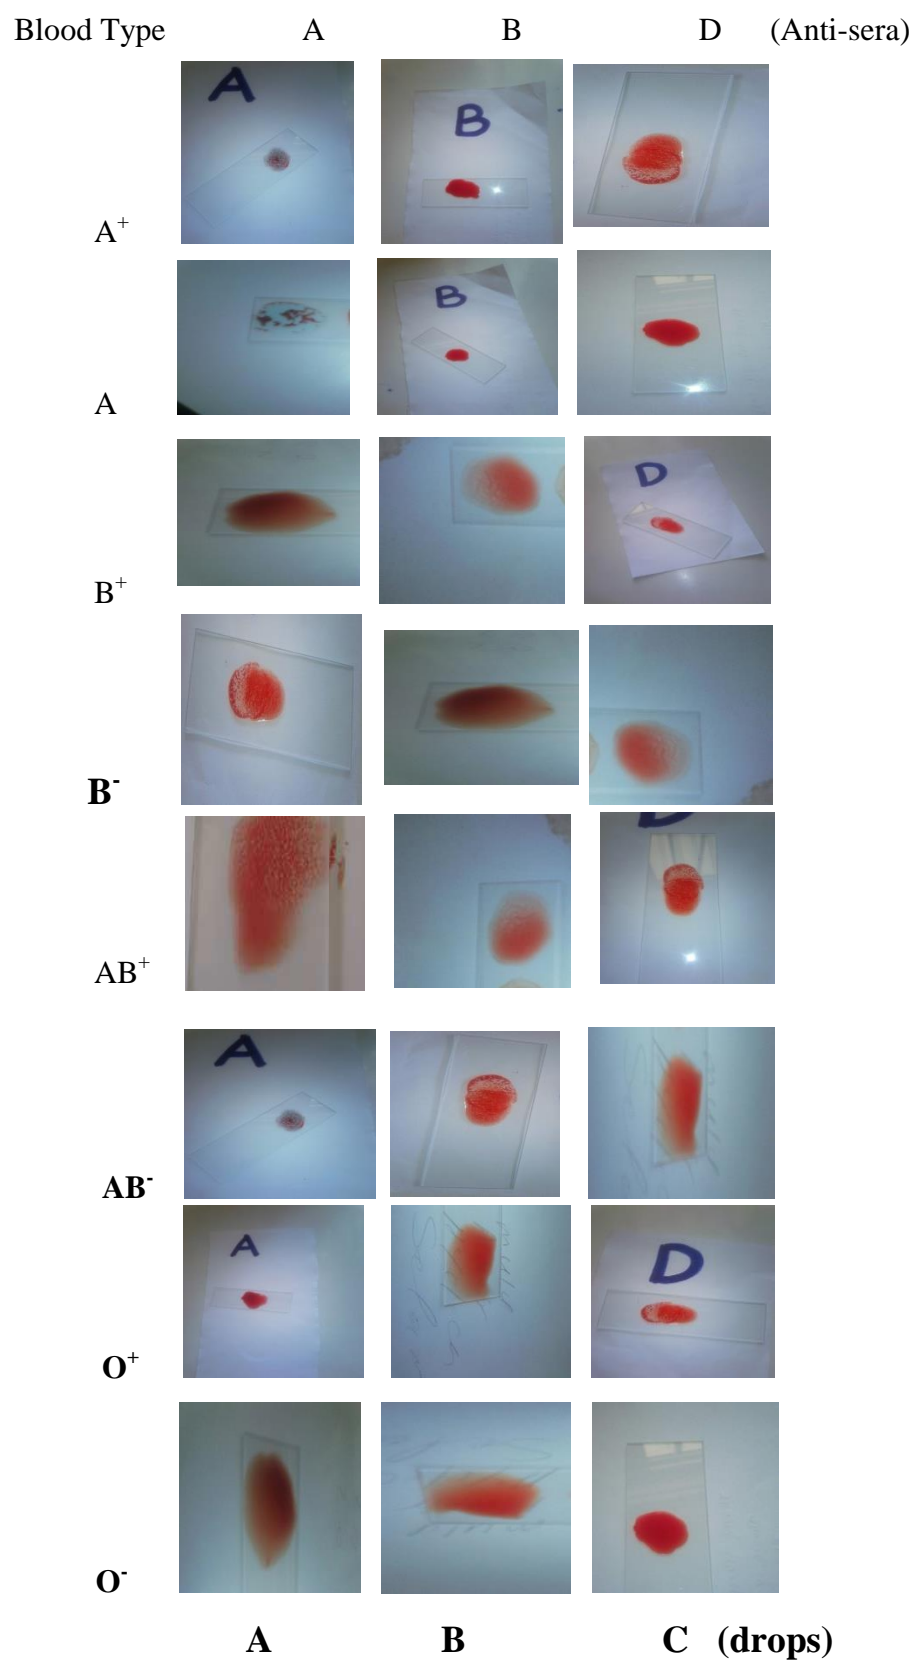 Blood Type A B D (Anti-sera)
A
B
A⁺
B
A
D
B⁺
B⁻
D
AB⁺
A
AB⁻
A
D
O⁺
O⁻
A B C (drops)